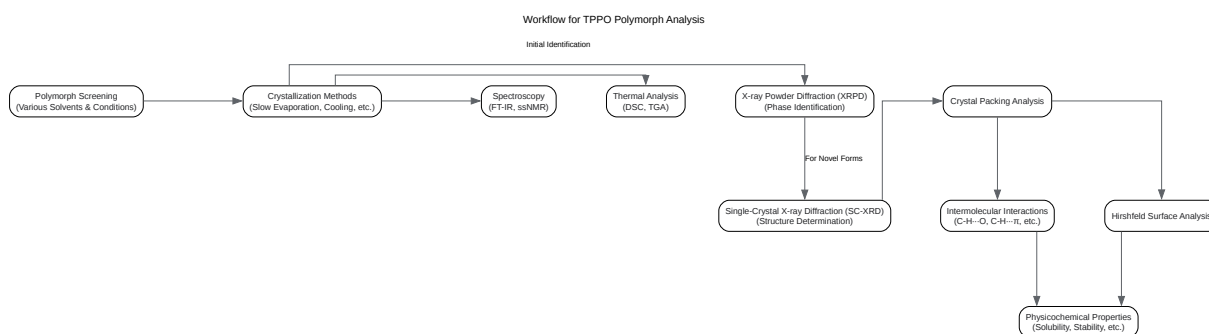 Workflow for TPPO Polymorph Analysis
Initial Identification
Polymorph Screening
(Various Solvents & Conditions)
Crystallization Methods
(Slow Evaporation, Cooling, etc.)
Spectroscopy
(FT-IR, ssNMR)
Thermal Analysis
(DSC, TGA)
X-ray Powder Diffraction (XRPD)
(Phase Identification)
Crystal Packing Analysis
For Novel Forms
Single-Crystal X-ray Diffraction (SC-XRD)
(Structure Determination)
Intermolecular Interactions
(C-H···O, C-H···π, etc.)
Hirshfeld Surface Analysis
Physicochemical Properties
(Solubility, Stability, etc.)